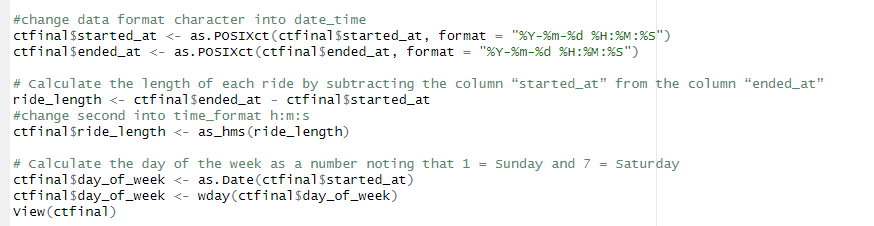 #change data format character into date_time
ctfinal$started_at <- as.POSIXct(ctfinal$started_at, format = "%Y-%m-%d %H:%M:%S")
ctfinal$ended_at <- as.POSIXct(ctfinal$ended_at, format = "%Y-%m-%d %H:%M:%S")
# Calculate the length of each ride by subtracting the column “started_at” from the column “ended_at”
ride_length <- ctfinal$ended_at - ctfinal$started_at
#change second into time_format h:m:s
ctfinal$ride_length <- as_hms(ride_length)
# Calculate the day of the week as a number noting that 1 = Sunday and 7 = Saturday
ctfinal$day_of_week <- as.Date(ctfinal$started_at)
ctfinal$day_of_week <- wday(ctfinal$day_of_week)
View(ctfinal)